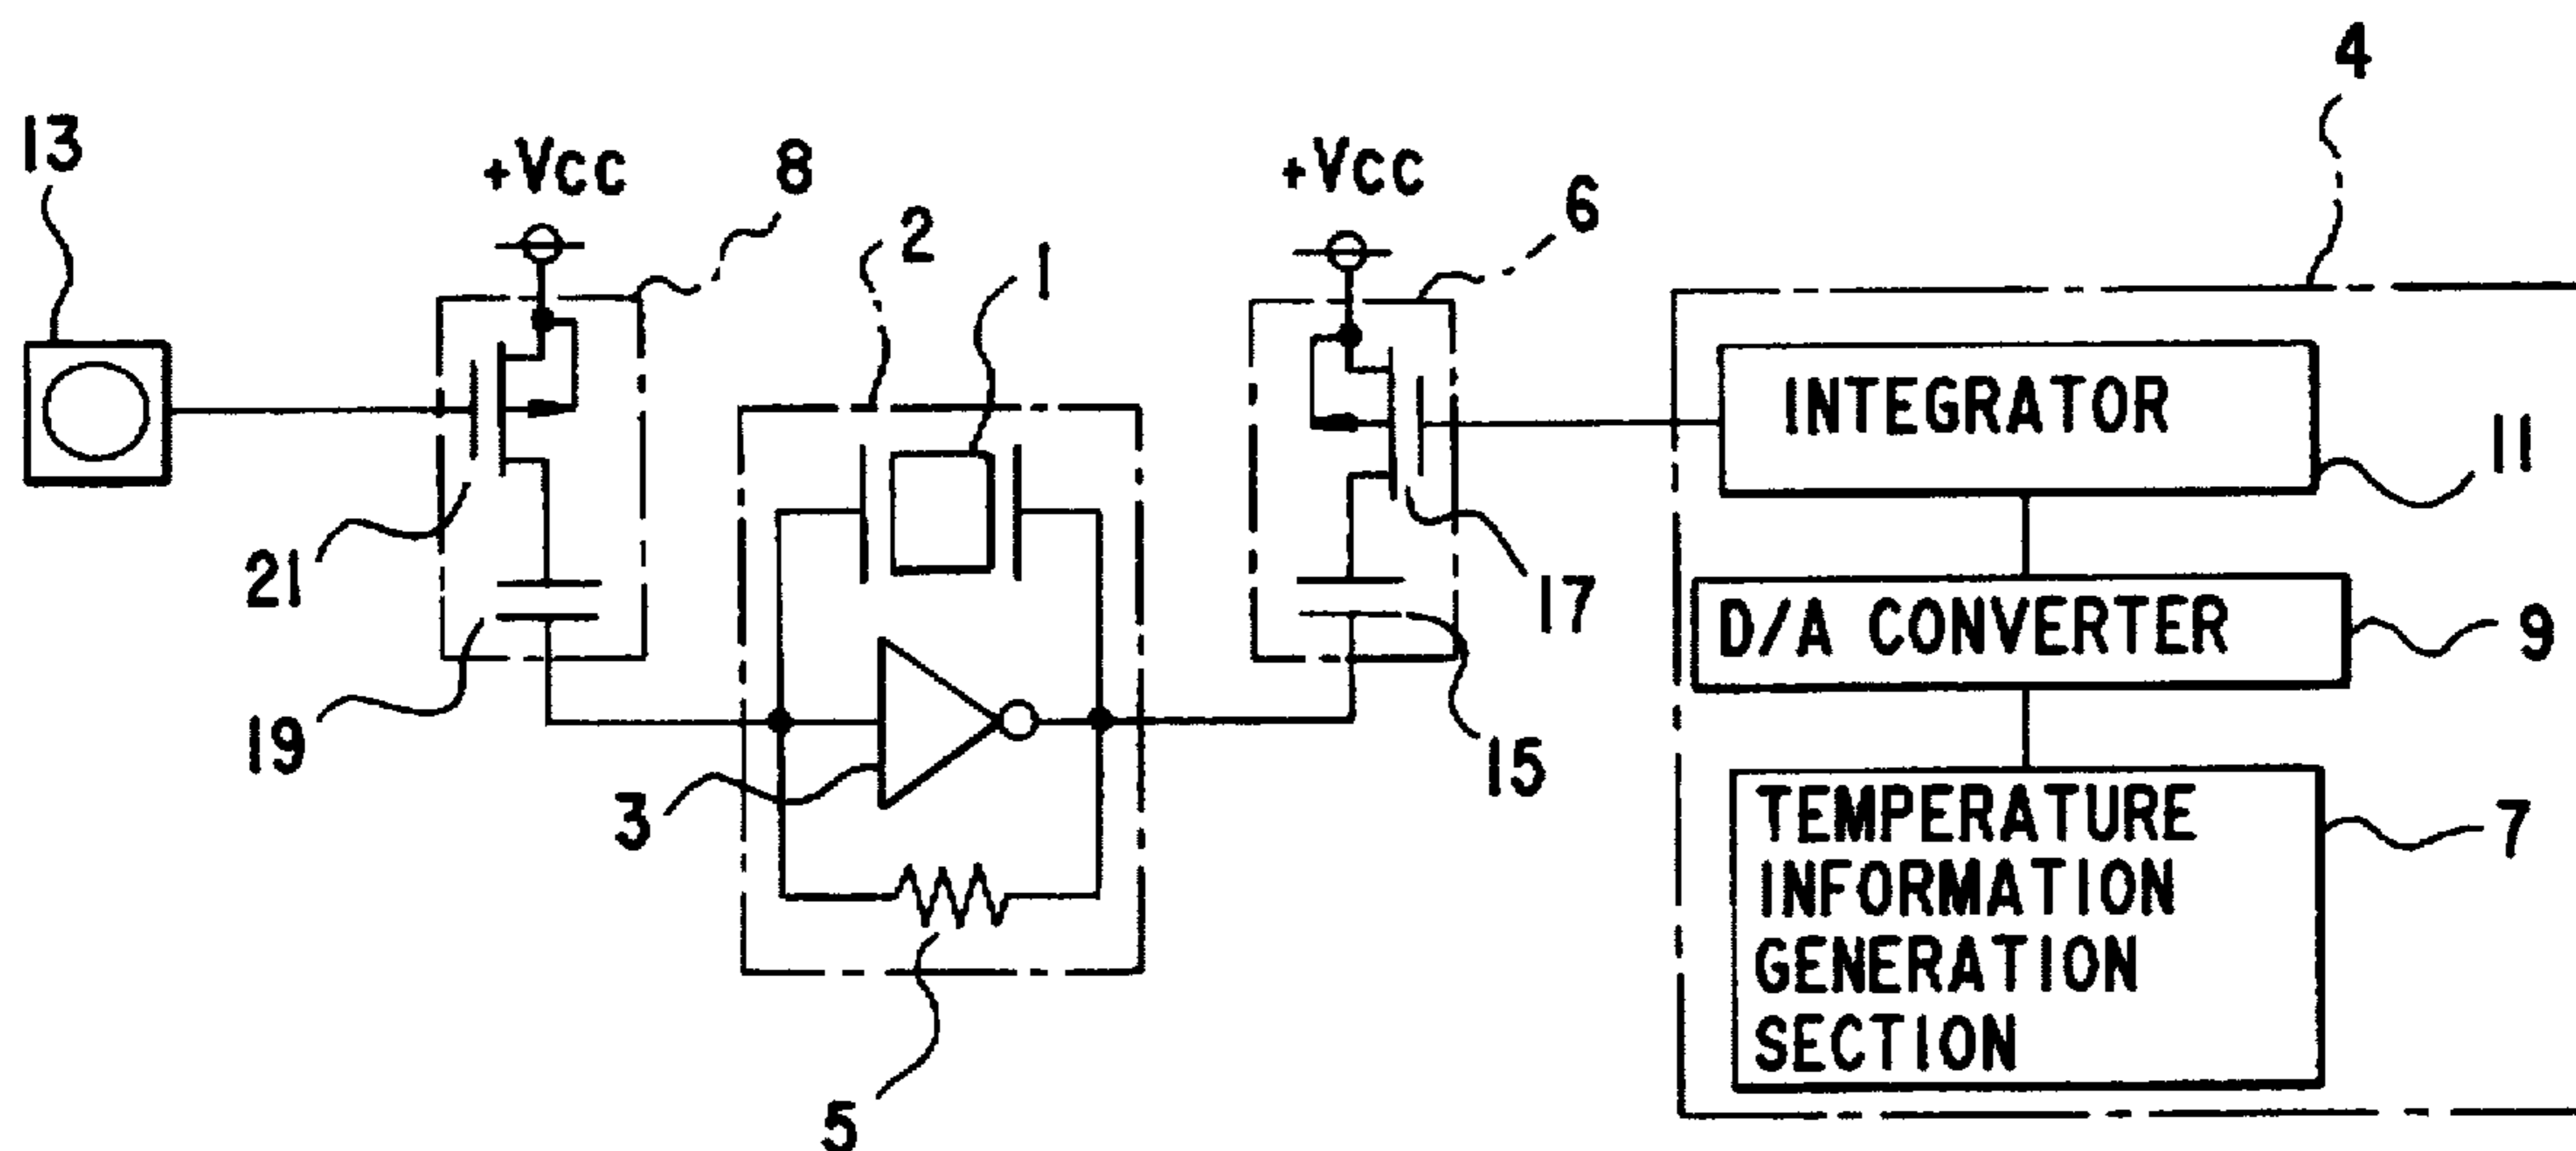 4
13
+VCC
8
+VCC
6
2
1
INTEGRATOR
11
21
17
D/A CONVERTER
9
19
15
3
TEMPERATURE
INFORMATION
GENERATION
SECTION
7
5